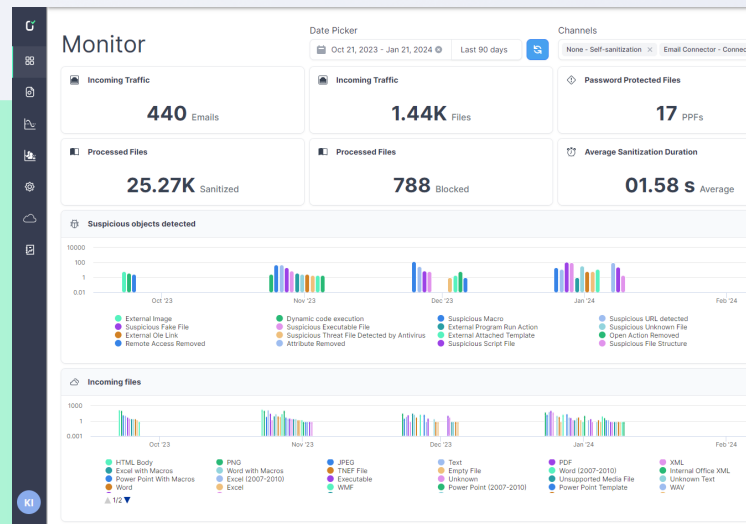 Monitor
Date Picker
Oct 21, 2023 - Jan 21, 2024
Last 90 days
Channels
None - Self-sanitization
Email Connector - Connec
Incoming Traffic
440 Emails
Incoming Traffic
1.44K Files
Password Protected Files
17 PPFs
Processed Files
25.27K Sanitized
Processed Files
788 Blocked
Average Sanitization Duration
01.58 s Average
Suspicious objects detected
10000
100
1
0.01
Oct '23 Nov '23 Dec '23 Jan '24 Feb '24
External Image Dynamic code execution Suspicious Macro Suspicious URL detected
Suspicious Fake File Suspicious Executable File External Program Run Action Suspicious Unknown File
External Ole Link Suspicious Threat File Detected by Antivirus External Attached Template Open Action Removed
Remote Access Removed Attribute Removed Suspicious Script File Suspicious File Structure
Incoming files
1000
1
0.001
Oct '23 Nov '23 Dec '23 Jan '24 Feb '24
HTML Body PNG JPEG Text PDF XML
Excel with Macros Word with Macros TNEF File Empty File Word (2007-2010) Internal Office XML
Power Point With Macros Excel (2007-2010) Executable Unknown Unsupported Media File Unknown Text
Word Excel WMF Power Point (2007-2010) Power Point Template WAV
1/2
KI